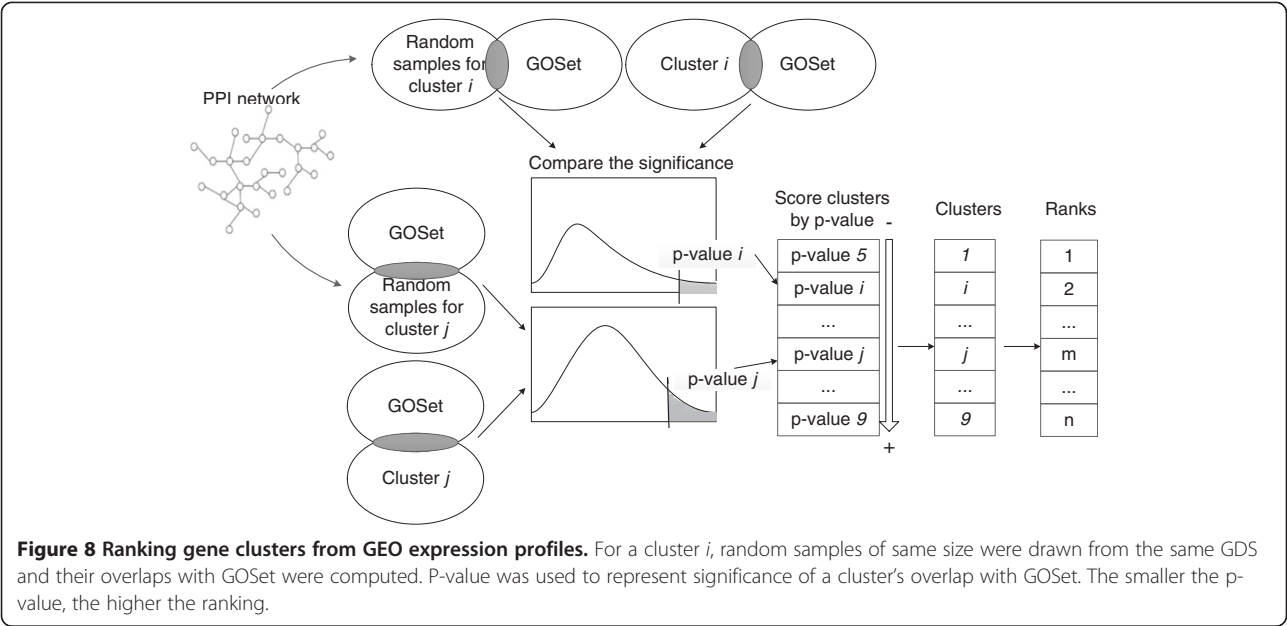 Random
samples for
cluster i
GOSet
Cluster i
GOSet
PPI network
Compare the significance
GOSet
Random
samples for
cluster j
GOSet
Cluster j
p-value i
p-value j
Score clusters
by p-value -
p-value 5
p-value i
...
p-value j
...
p-value 9
+
Clusters
1
i
...
j
...
9
Ranks
1
2
...
m
...
n
Figure 8 Ranking gene clusters from GEO expression profiles. For a cluster i, random samples of same size were drawn from the same GDS
and their overlaps with GOSet were computed. P-value was used to represent significance of a cluster's overlap with GOSet. The smaller the p-
value, the higher the ranking.